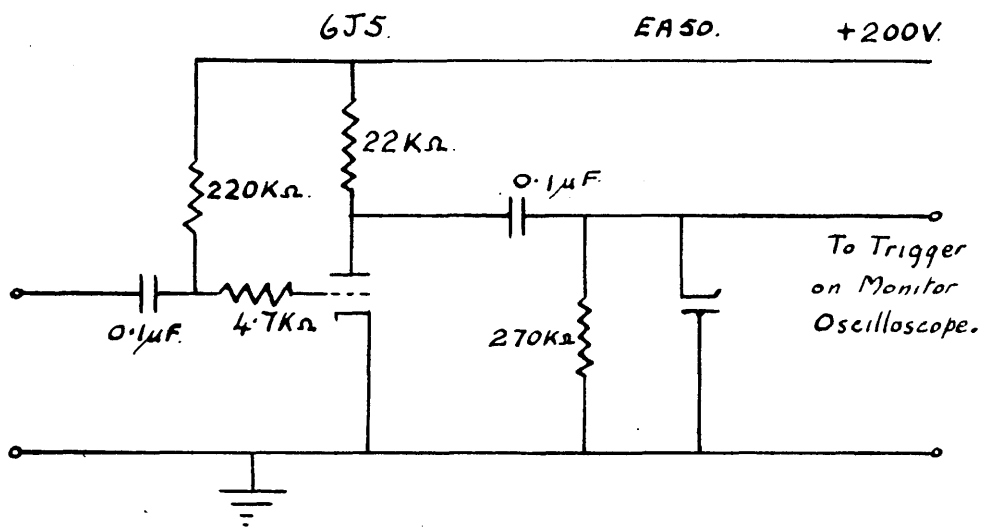 6J5.
EA50.
+200V.
22KΩ.
220KΩ.
0.1µF.
To Trigger
on Monitor
Oscilloscope.
4.7KΩ
0.1µF.
270KΩ